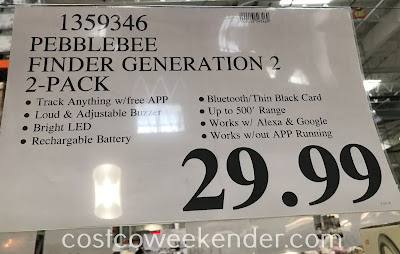 1359346
PEBBLEBEE
FINDER GENERATION 2
2-PACK
• Track Anything w/free APP
• Loud & Adjustable Buzzer
• Bright LED
• Rechargable Battery
• Bluetooth/Thin Black Card
• Up to 500' Range
• Works w/ Alexa & Google
• Works w/out APP Running
29.99
costcoweekender.com